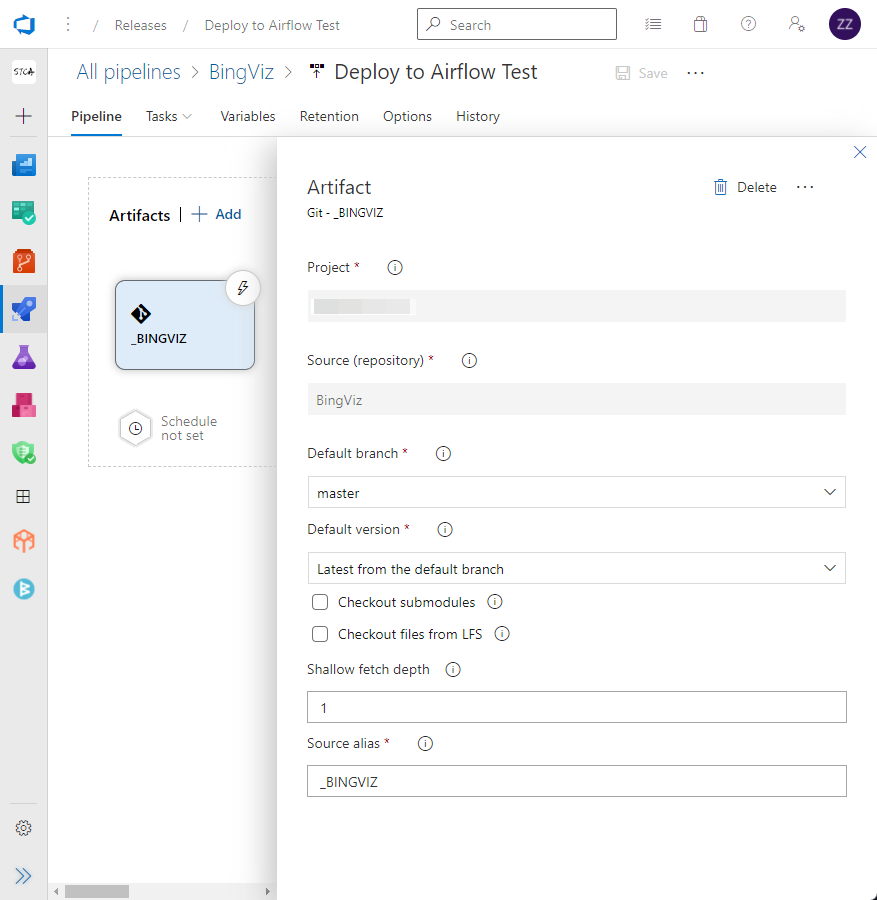 / Releases / Deploy to Airflow Test
Search
ZZ
STCA
All pipelines > BingViz > Deploy to Airflow Test
Save
Pipeline Tasks Variables Retention Options History
Artifact
Delete
Git - _BINGVIZ
Artifacts | + Add
Project *
_BINGVIZ
Source (repository) *
BingViz
Schedule
not set
Default branch *
master
Default version *
Latest from the default branch
Checkout submodules
Checkout files from LFS
Shallow fetch depth
1
Source alias *
_BINGVIZ